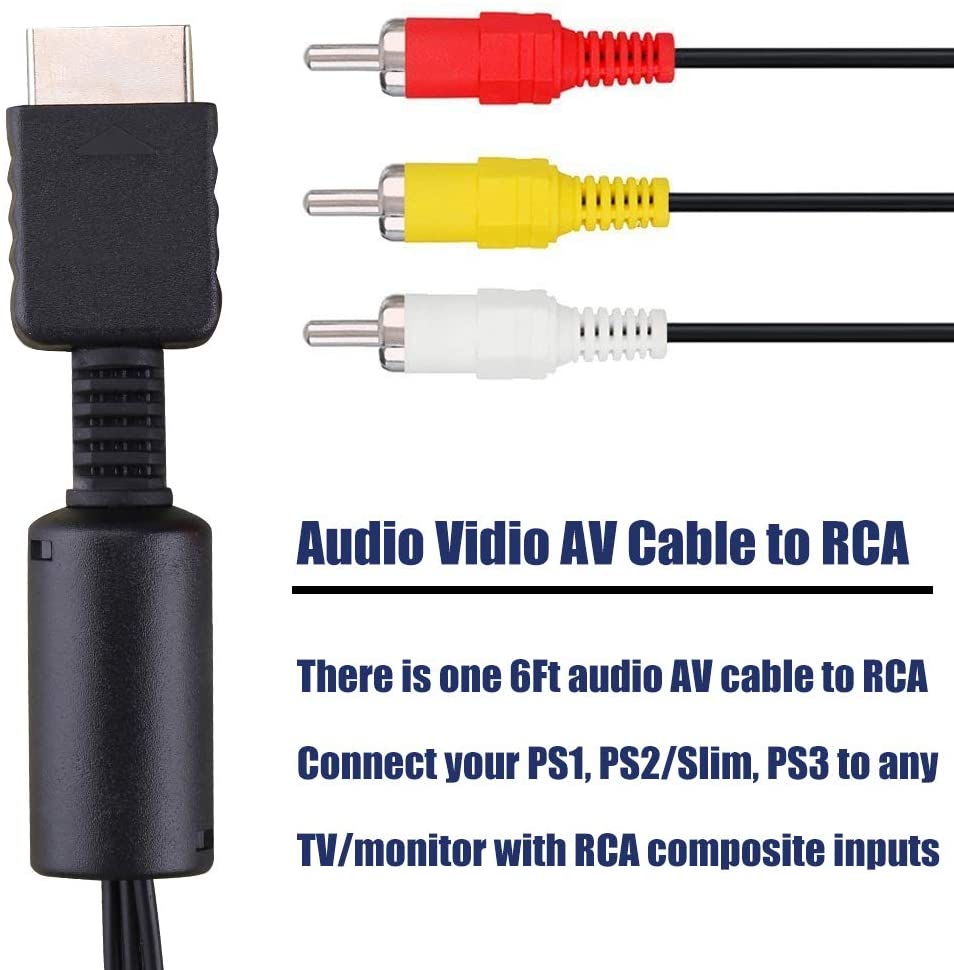 Audio Vidio AV Cable to RCA
There is one 6Ft audio AV cable to RCA
Connect your PS1, PS2/Slim, PS3 to any
TV/monitor with RCA composite inputs